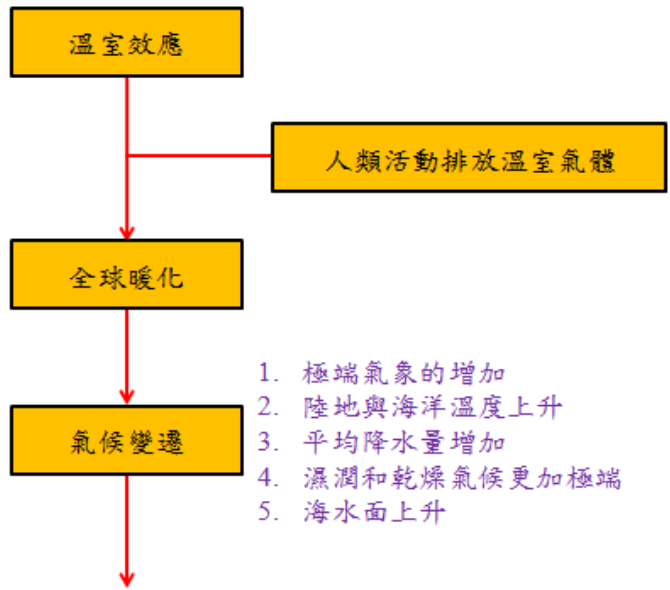 溫室效應
人類活動排放溫室氣體
全球暖化
氣候變遷
1. 極端氣象的增加
2. 陸地與海洋溫度上升
3. 平均降水量增加
4. 濕潤和乾燥氣候更加極端
5. 海水面上升